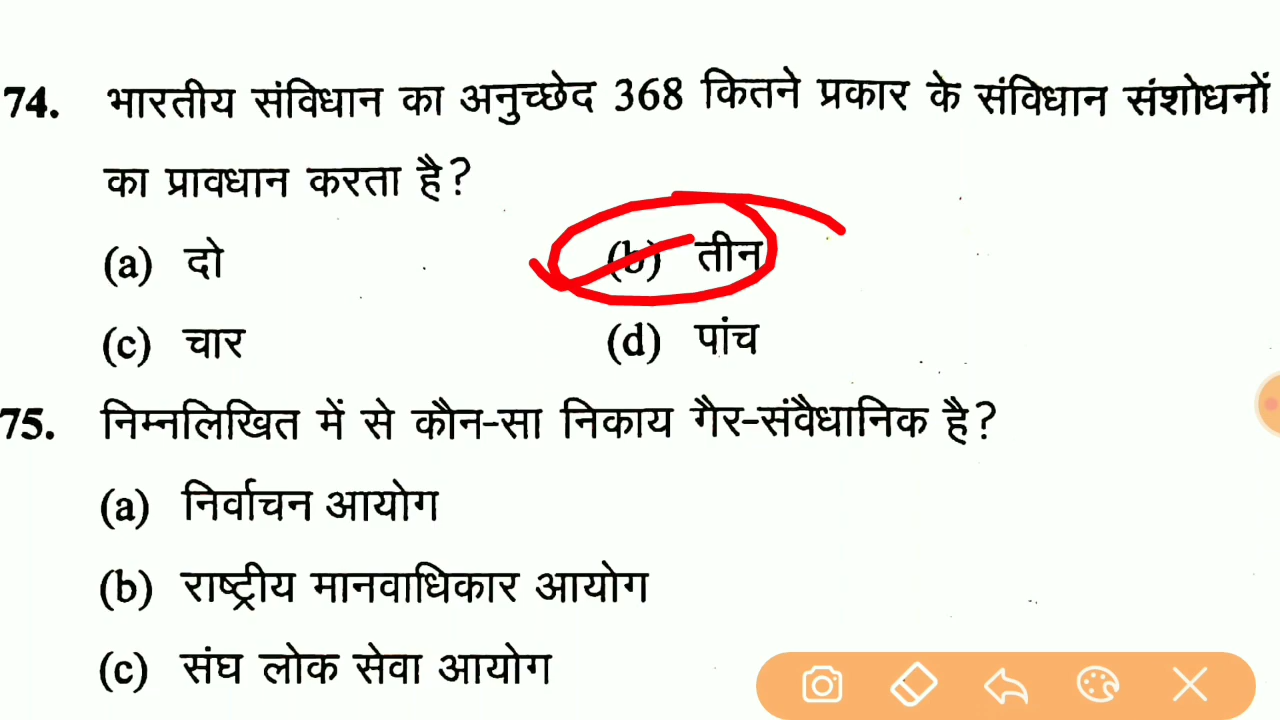 74. भारतीय संविधान का अनुच्छेद 368 कितने प्रकार के संविधान संशोधनों
का प्रावधान करता है?
(a) दो (b) तीन
(c) चार (d) पांच
75. निम्नलिखित में से कौन-सा निकाय गैर-संवैधानिक है?
(a) निर्वाचन आयोग
(b) राष्ट्रीय मानवाधिकार आयोग
(c) संघ लोक सेवा आयोग